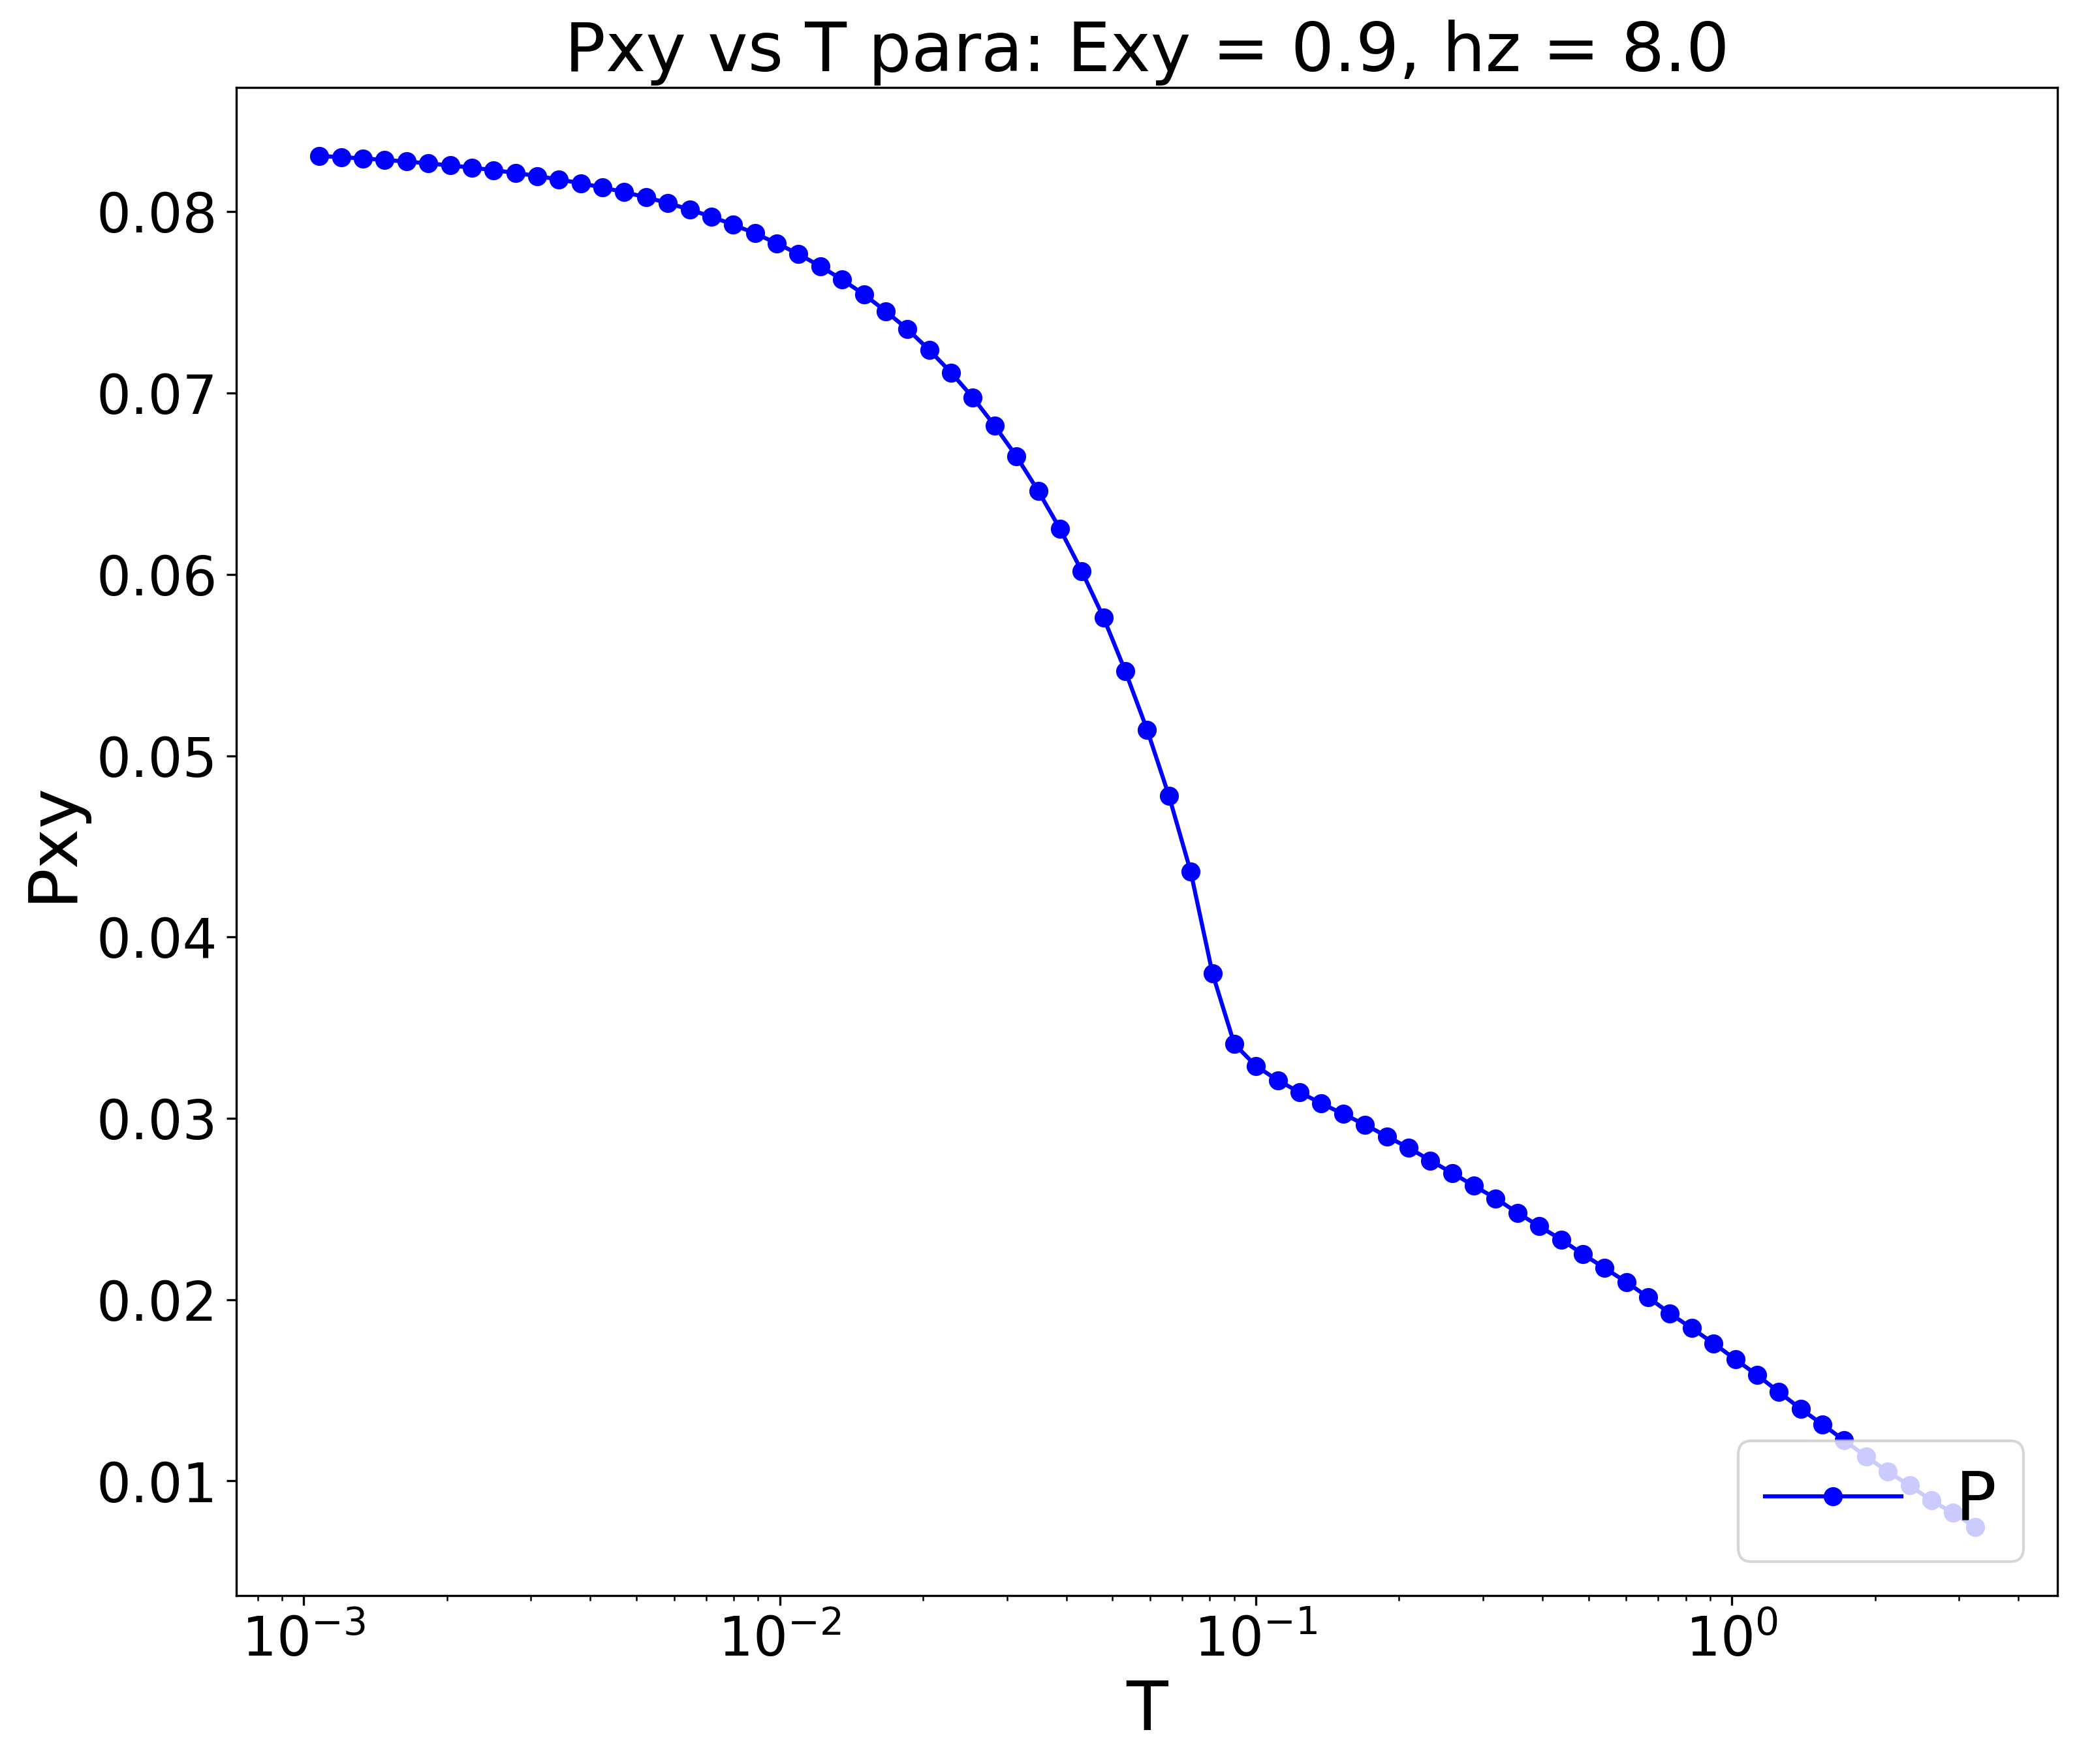 Pxy vs T para: Exy = 0.9, hz = 8.0
Pxy
0.08
0.07
0.06
0.05
0.04
0.03
0.02
0.01
P
10⁻³ 10⁻² 10⁻¹ 10⁰
T